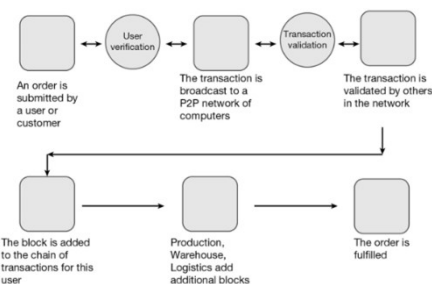 User
verification
Transaction
validation
An order is
submitted by
a user or
customer
The transaction is
broadcast to a
P2P network of
computers
The transaction is
validated by others
in the network
The block is added
to the chain of
transactions for this
user
Production,
Warehouse,
Logistics add
additional blocks
The order is
fulfilled